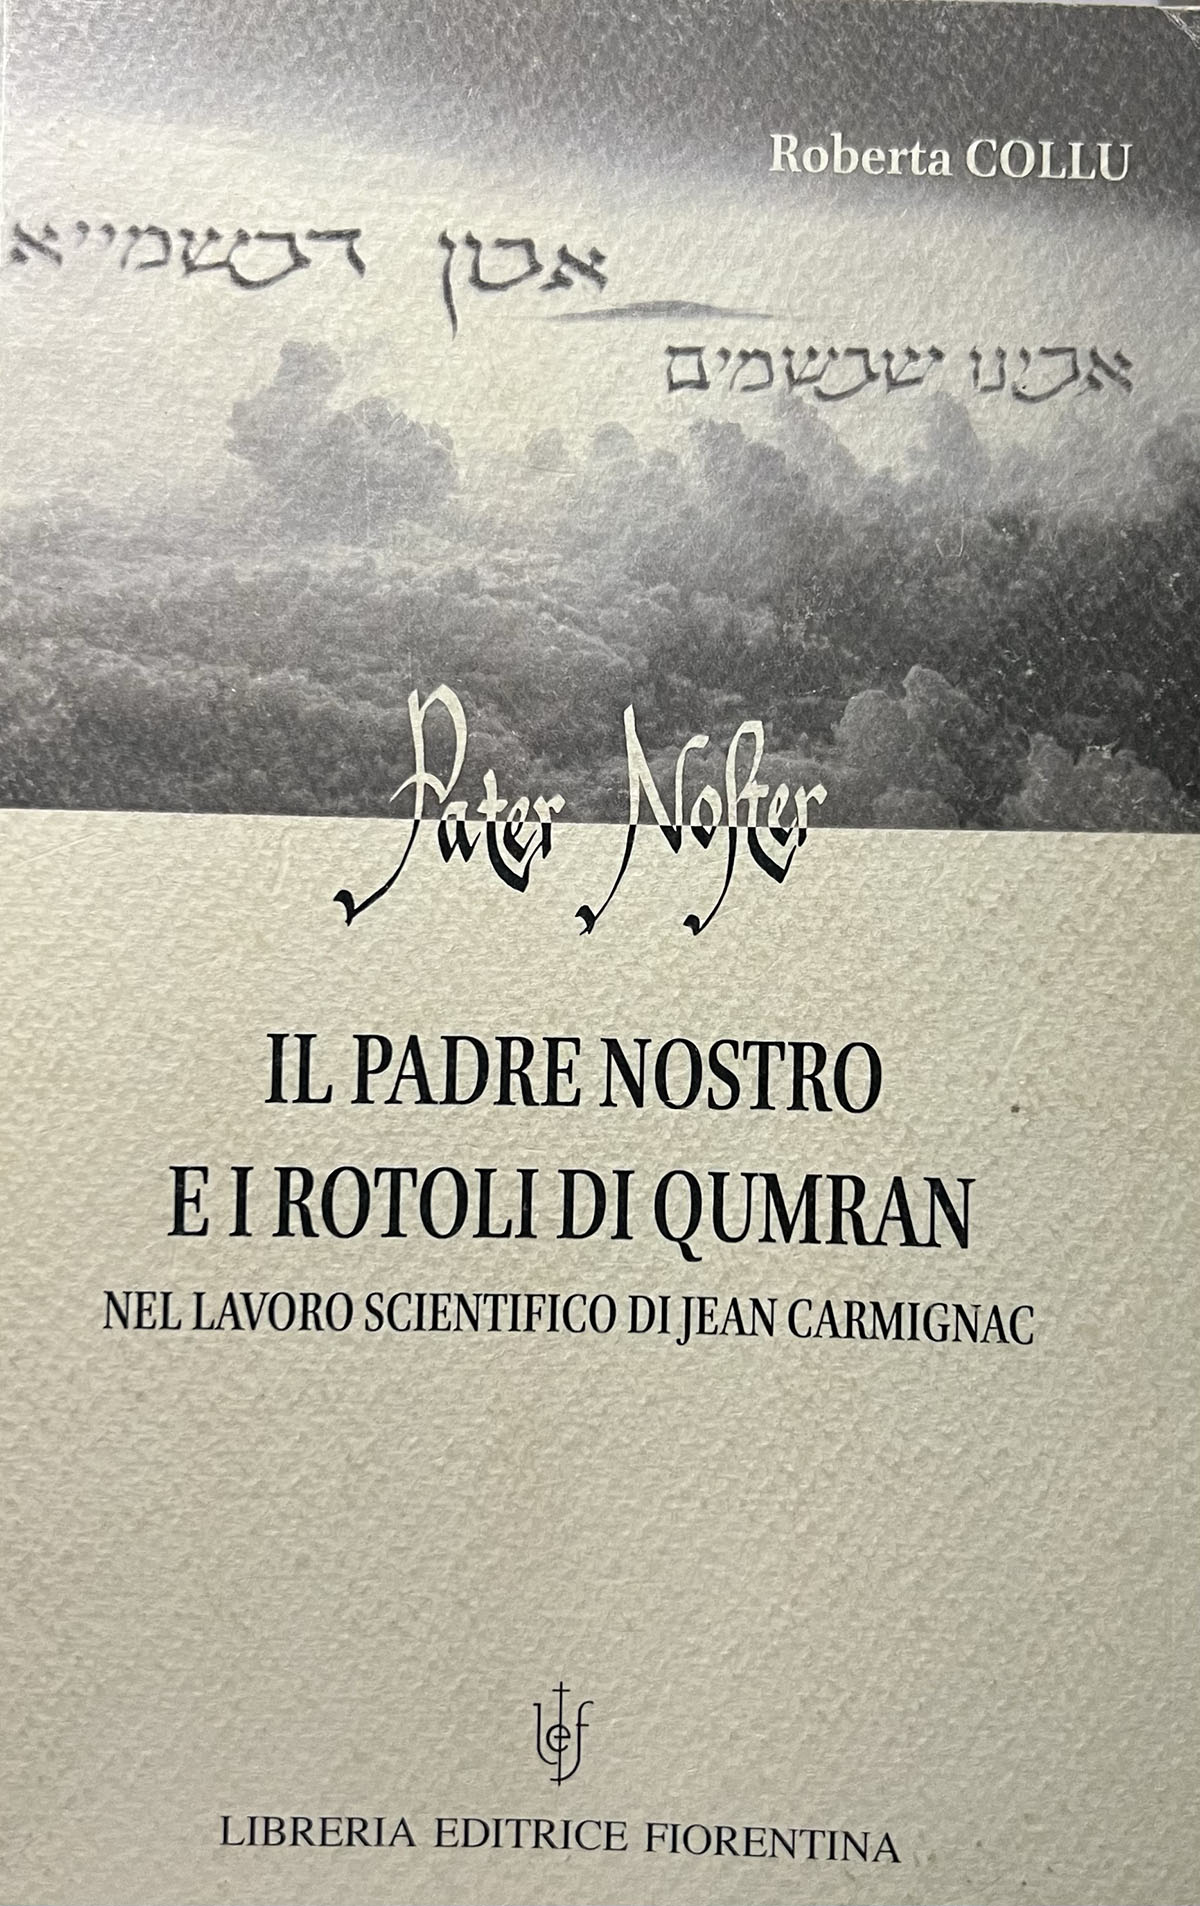 Roberta COLLU
אבון דבשמייא
אבינו שבשמים
Pater Noster
IL PADRE NOSTRO
E I ROTOLI DI QUMRAN
NEL LAVORO SCIENTIFICO DI JEAN CARMIGNAC
lef
LIBRERIA EDITRICE FIORENTINA